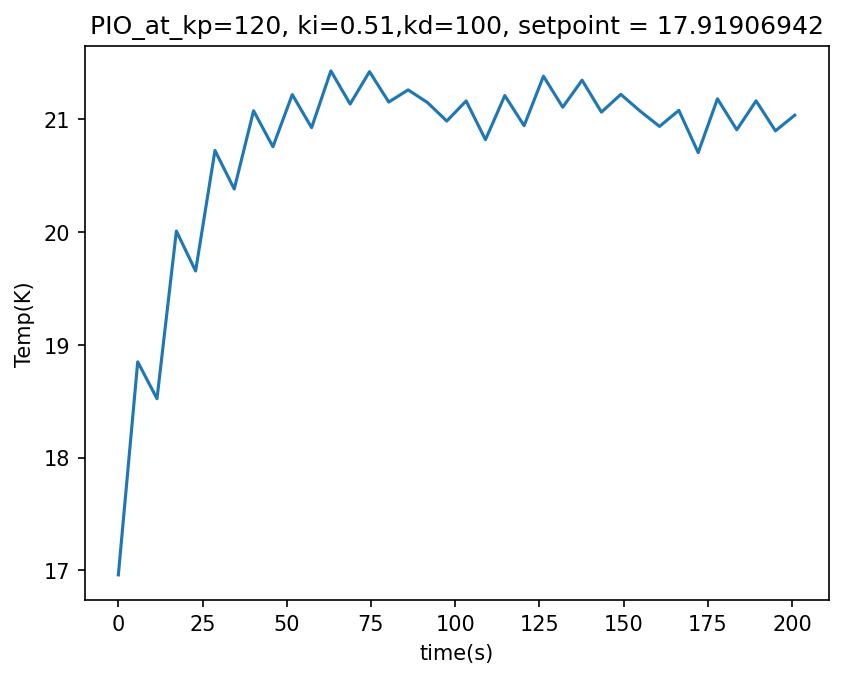 PIO_at_kp=120, ki=0.51,kd=100, setpoint = 17.91906942
Temp(K)
21
20
19
18
17
0 25 50 75 100 125 150 175 200
time(s)